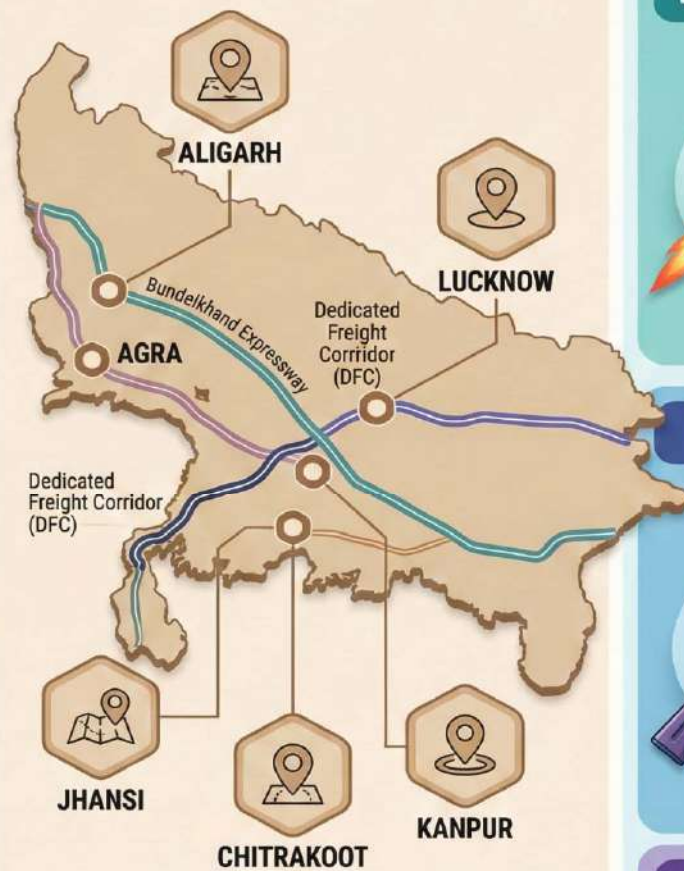 ALIGARH
LUCKNOW
Bundelkhand Expressway
Dedicated
Freight
Corrridor
(DFC)
AGRA
Dedicated
Freight Corridor
(DFC)
JHANSI
CHITRAKOOT
KANPUR